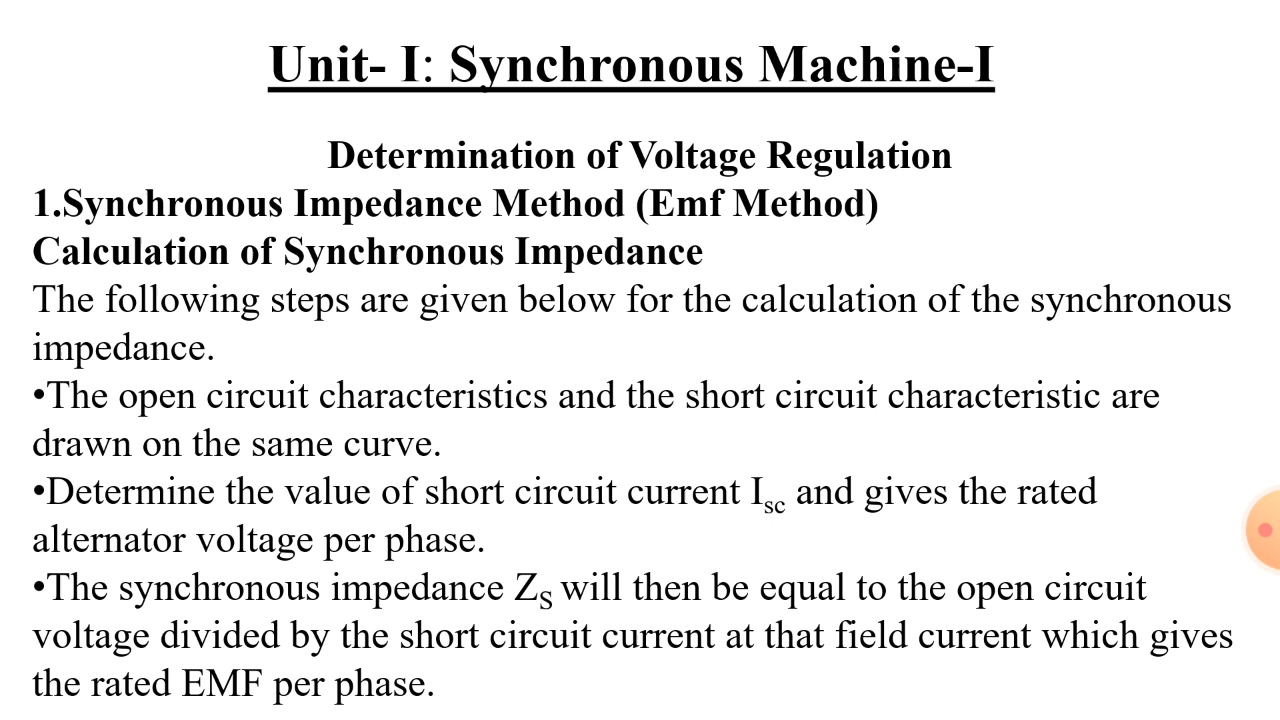 Unit- I: Synchronous Machine-I
Determination of Voltage Regulation
1.Synchronous Impedance Method (Emf Method)
Calculation of Synchronous Impedance
The following steps are given below for the calculation of the synchronous
impedance.
•The open circuit characteristics and the short circuit characteristic are
drawn on the same curve.
•Determine the value of short circuit current Isc and gives the rated
alternator voltage per phase.
•The synchronous impedance ZS will then be equal to the open circuit
voltage divided by the short circuit current at that field current which gives
the rated EMF per phase.